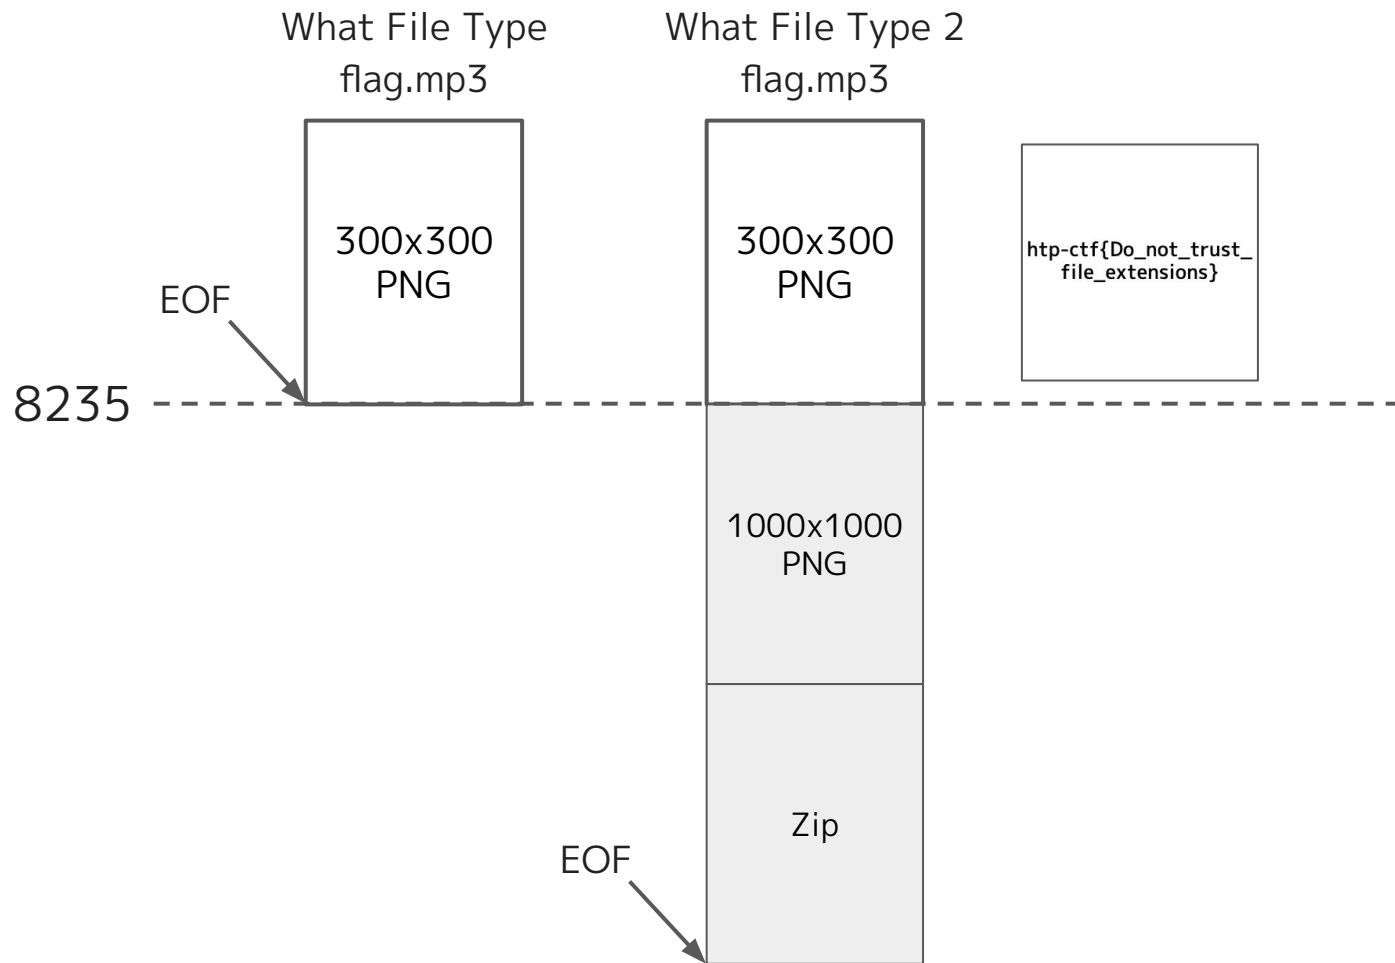 What File Type
flag.mp3
What File Type 2
flag.mp3
300x300
PNG
300x300
PNG
htp-ctf{Do_not_trust_
file_extensions}
EOF
8235
1000x1000
PNG
Zip
EOF